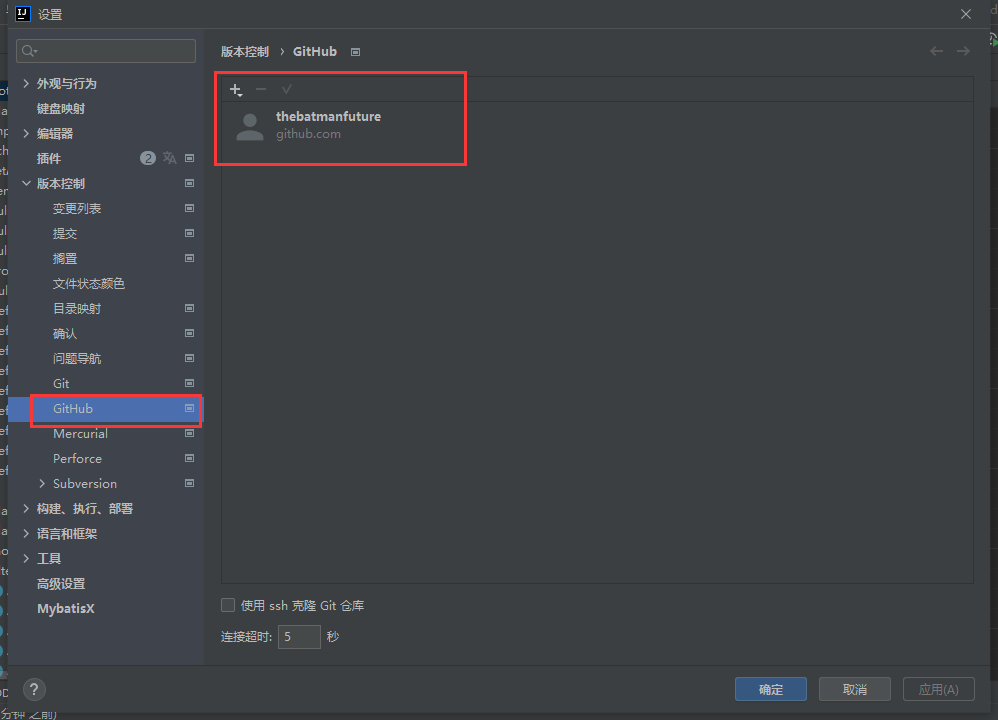 设置
版本控制 › GitHub
外观与行为
键盘映射
编辑器
插件 2
版本控制
变更列表
提交
搁置
文件状态颜色
目录映射
确认
问题导航
Git
GitHub
Mercurial
Perforce
Subversion
构建、执行、部署
语言和框架
工具
高级设置
MybatisX
thebatmanfuture
github.com
使用 ssh 克隆 Git 仓库
连接超时: 5 秒
?
确定
取消
应用(A)
分钟 之前)